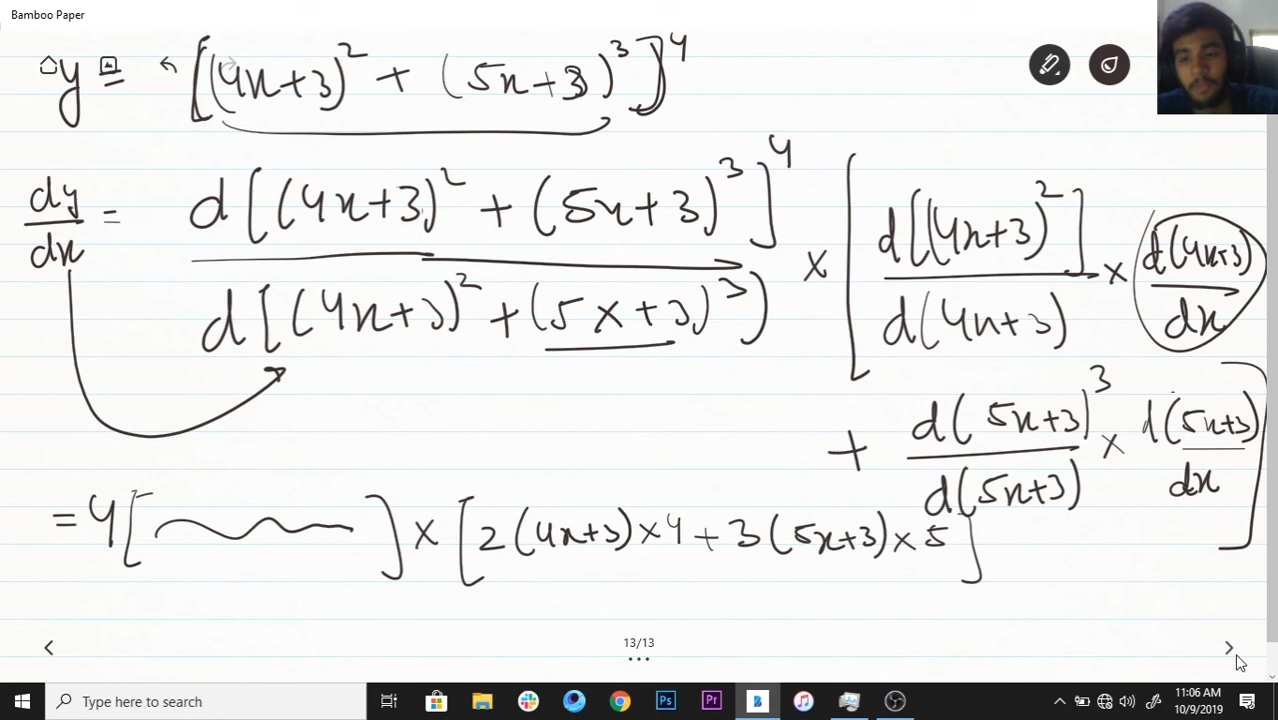 Bamboo Paper
y = [(4x+3)² + (5x+3)³]⁴
dy/dx = d[(4x+3)² + (5x+3)³]⁴ / d[(4x+3)² + (5x+3)³) × [d[(4x+3)²] / d(4x+3) × d(4x+3)/dx
+ d(5x+3)³ / d(5x+3) × d(5x+3)/dx]
= 4[ ] × [2(4x+3)×4 + 3(5x+3)×5]
13/13
Type here to search
Ps
Pr
B
11:06 AM
10/9/2019